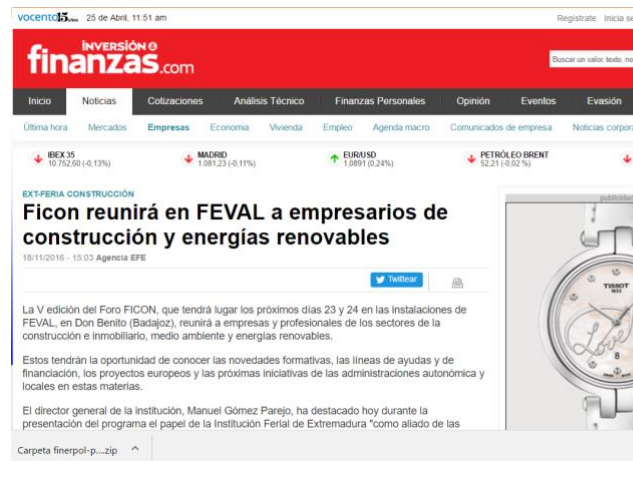 vocento 15 25 de Abril, 11:51 am Regístrate Inicia se
INVERSIÓN &
finanzas.com
Buscar un valor, texto, no
Inicio Noticias Cotizaciones Análisis Técnico Finanzas Personales Opinión Eventos Evasión
Última hora Mercados Empresas Economía Vivienda Empleo Agenda macro Comunicados de empresa Noticias corpora
IBEX 35 MADRID EUR/USD PETRÓLEO BRENT
10.752,60 (-0,13%) 1.081,23 (-0,11%) 1,0891 (0,24%) 52,21 (-0,02 %)
EXT-FERIA CONSTRUCCIÓN
Ficon reunirá en FEVAL a empresarios de
construcción y energías renovables
18/11/2016 - 15:03 Agencia EFE
Twittear
La V edición del Foro FICON, que tendrá lugar los próximos días 23 y 24 en las instalaciones de
FEVAL, en Don Benito (Badajoz), reunirá a empresas y profesionales de los sectores de la
construcción e inmobiliario, medio ambiente y energías renovables.
Estos tendrán la oportunidad de conocer las novedades formativas, las líneas de ayudas y de
financiación, los proyectos europeos y las próximas iniciativas de las administraciones autonómica y
locales en estas materias.
El director general de la institución, Manuel Gómez Parejo, ha destacado hoy durante la
presentación del programa el papel de la Institución Ferial de Extremadura "como aliado de las
publicidad
TISSOT
1853
Love
8
Carpeta finerpol-p....zip